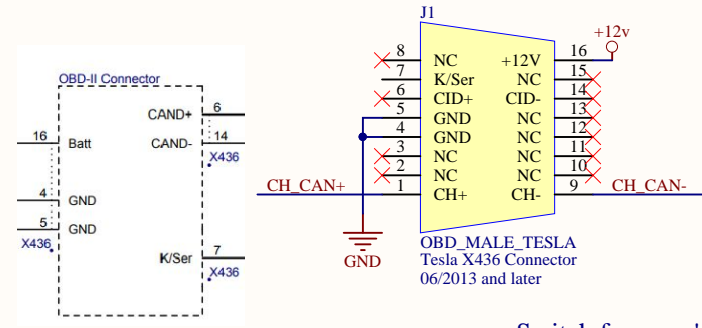 OBD-II Connector
CAND+ 6
16 Batt CAND- 14
X436
4 GND
5 GND
X436
K/Ser 7
X436
J1
+12v
8 NC +12V 16
7 K/Ser NC 15
6 CID+ CID- 14
5 GND NC 13
4 GND NC 12
3 NC NC 11
2 NC NC 10
CH_CAN+ 1 CH+ CH- 9 CH_CAN-
GND
OBD_MALE_TESLA
Tesla X436 Connector
06/2013 and later